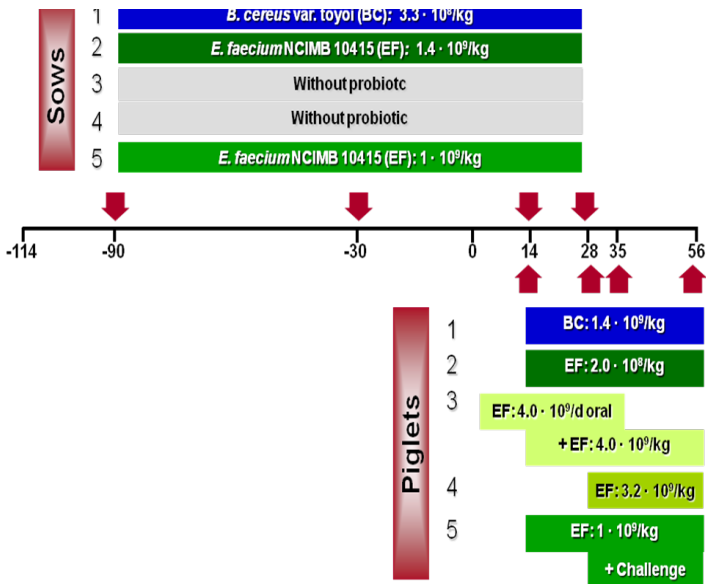 1 B. cereus var. toyoi (BC): 3.3 · 10⁸/kg
2 E. faecium NCIMB 10415 (EF): 1.4 · 10⁹/kg
3 Without probiotc
4 Without probiotic
5 E. faecium NCIMB 10415 (EF): 1 · 10⁹/kg
Sows
-114 -90 -30 0 14 28 35 56
1 BC: 1.4 · 10⁹/kg
2 EF: 2.0 · 10⁸/kg
3 EF: 4.0 · 10⁹/d oral
+ EF: 4.0 · 10⁹/kg
4 EF: 3.2 · 10⁹/kg
5 EF: 1 · 10⁹/kg
+ Challenge
Piglets